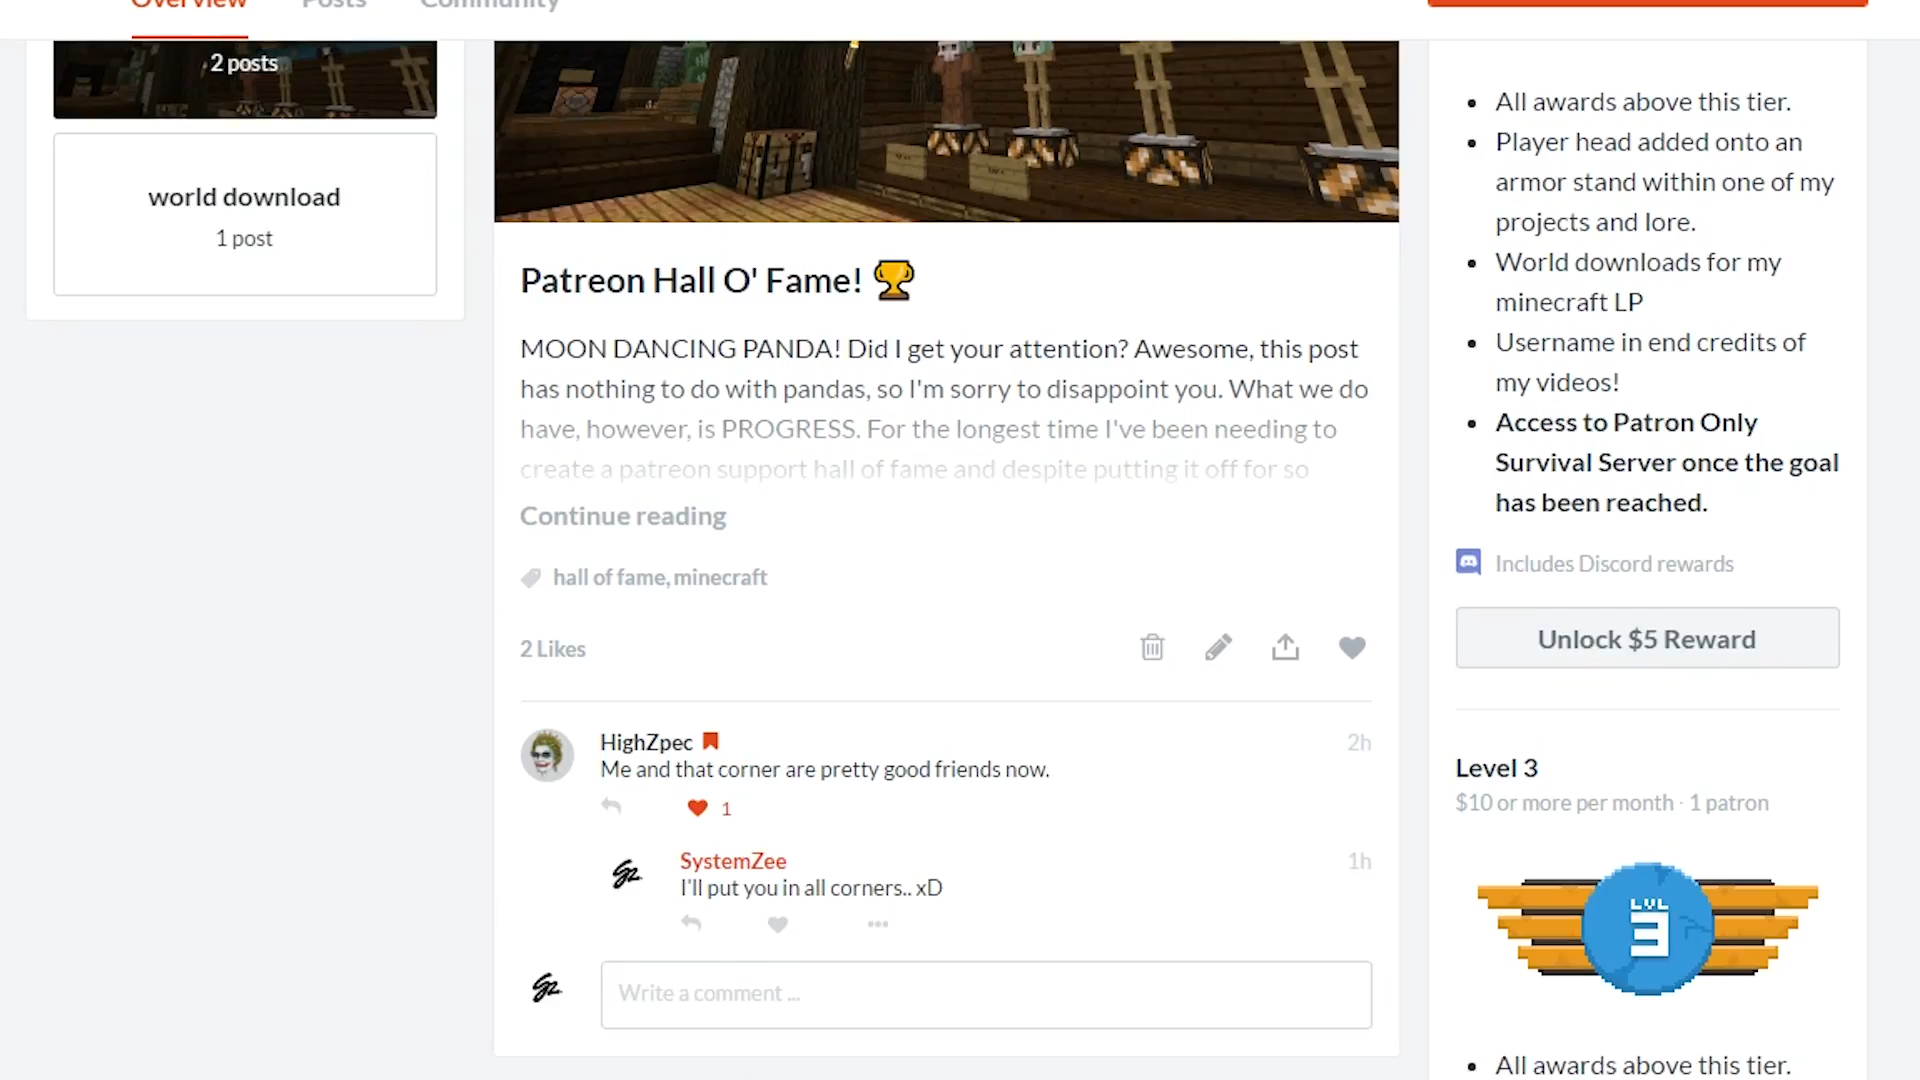 Overview
Posts
Community
2 posts
world download
1 post
Patreon Hall O' Fame!
MOON DANCING PANDA! Did I get your attention? Awesome, this post
has nothing to do with pandas, so I'm sorry to disappoint you. What we do
have, however, is PROGRESS. For the longest time I've been needing to
create a patreon support hall of fame and despite putting it off for so
Continue reading
hall of fame, minecraft
2 Likes
HighZpec
2h
Me and that corner are pretty good friends now.
1
SystemZee
1h
I'll put you in all corners.. xD
Write a comment ...
All awards above this tier.
Player head added onto an
armor stand within one of my
projects and lore.
World downloads for my
minecraft LP
Username in end credits of
my videos!
Access to Patron Only
Survival Server once the goal
has been reached.
Includes Discord rewards
Unlock $5 Reward
Level 3
$10 or more per month · 1 patron
LVL
3
All awards above this tier.